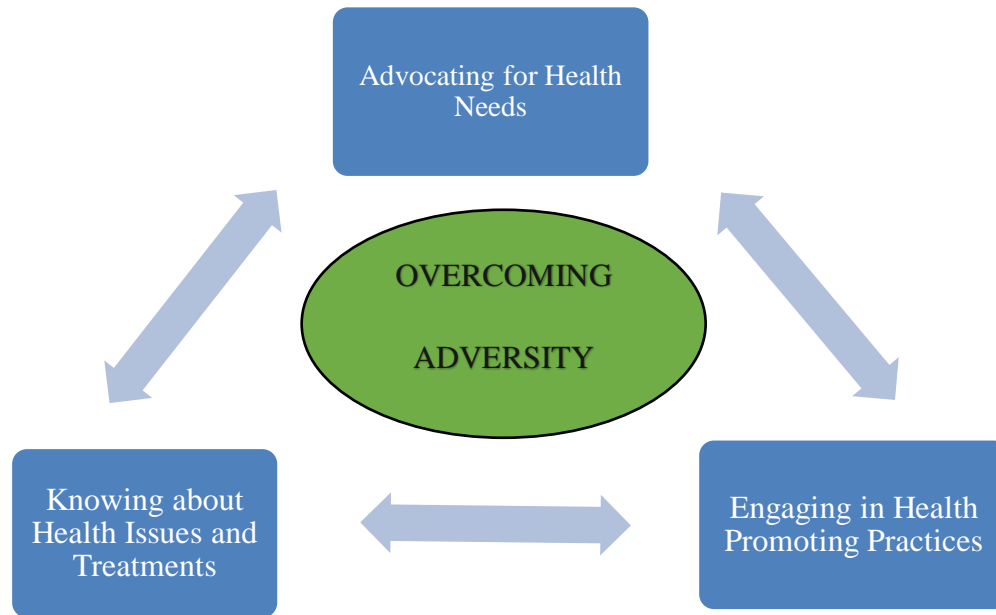 Advocating for Health
Needs
OVERCOMING
ADVERSITY
Knowing about
Health Issues and
Treatments
Engaging in Health
Promoting Practices